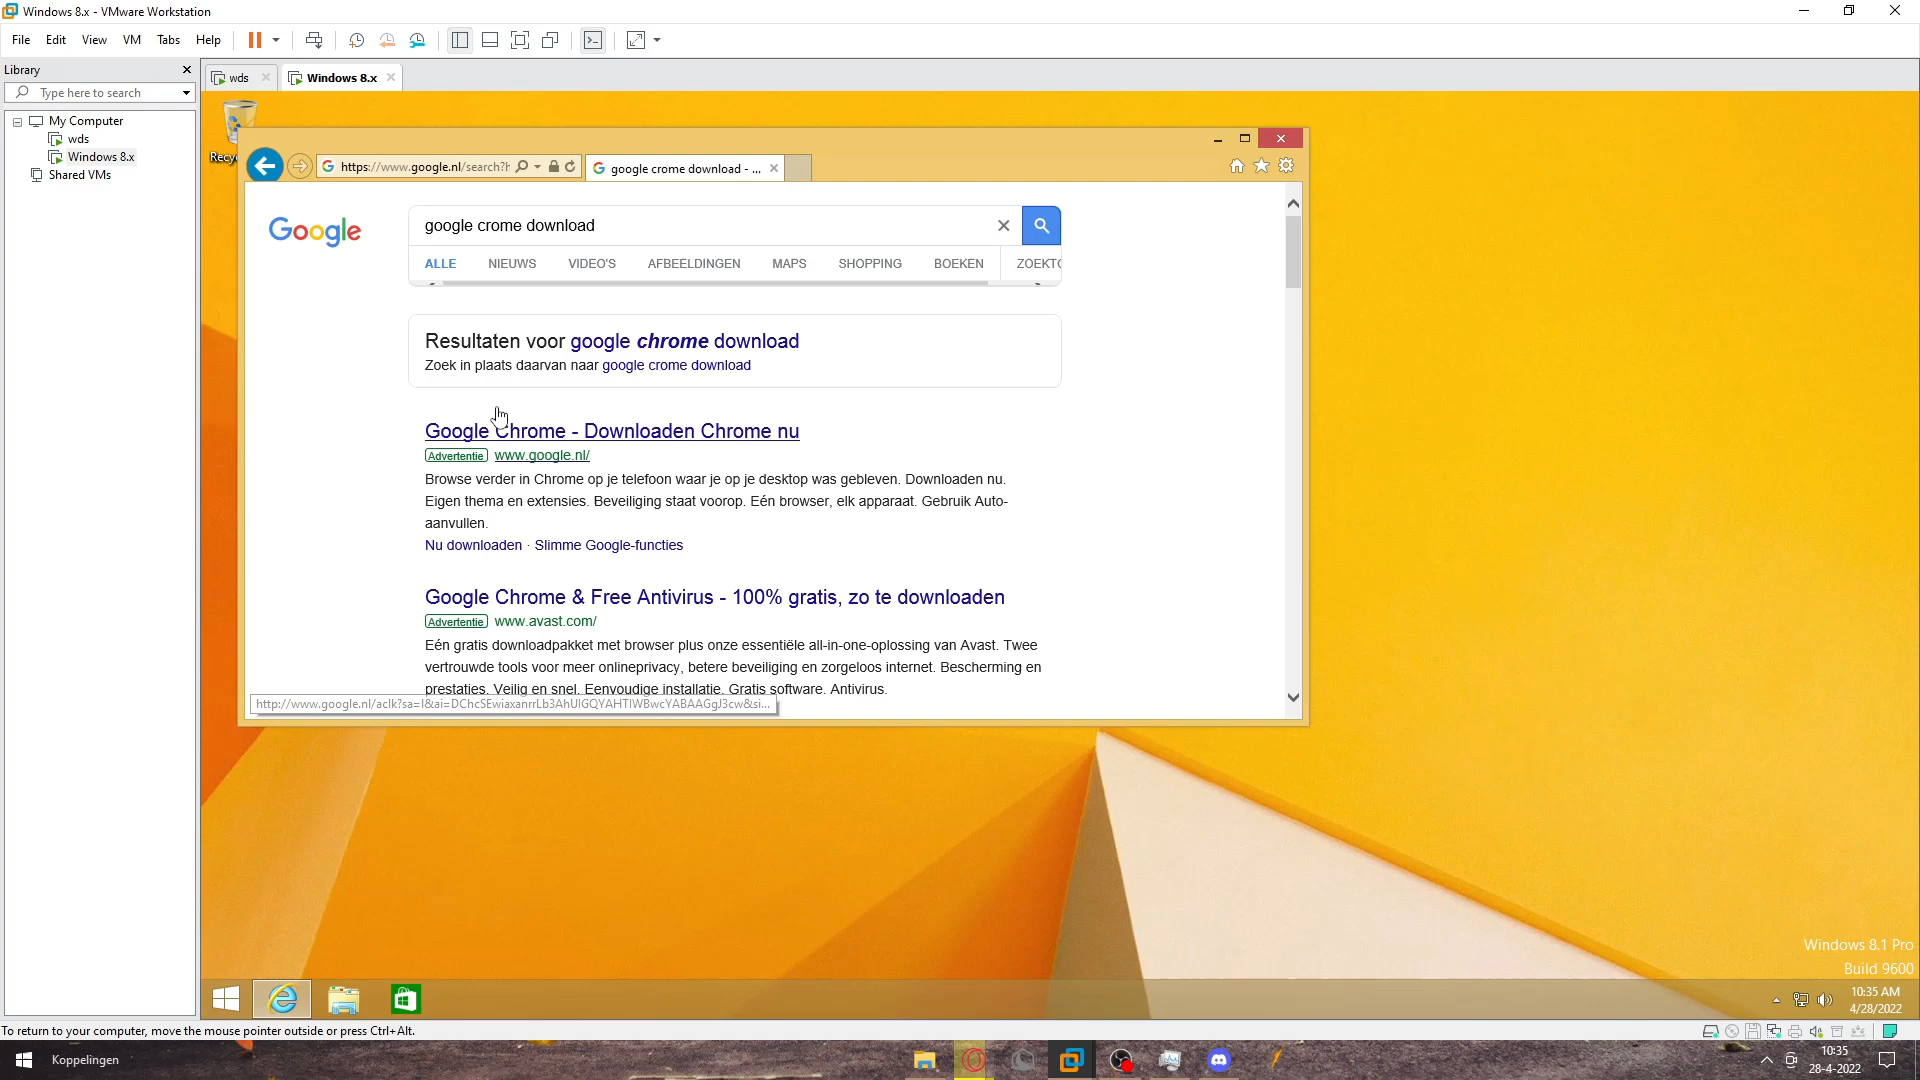 Windows 8.x - VMware Workstation
File Edit View VM Tabs Help
Library
wds
Windows 8.x
Type here to search
My Computer
wds
Windows 8.x
Shared VMs
https://www.google.nl/search?h
google crome download - ...
Google
google crome download
ALLE NIEUWS VIDEO'S AFBEELDINGEN MAPS SHOPPING BOEKEN ZOEKTO
Resultaten voor google chrome download
Zoek in plaats daarvan naar google crome download
Google Chrome - Downloaden Chrome nu
Advertentie www.google.nl/
Browse verder in Chrome op je telefoon waar je op je desktop was gebleven. Downloaden nu.
Eigen thema en extensies. Beveiliging staat voorop. Eén browser, elk apparaat. Gebruik Auto-
aanvullen.
Nu downloaden · Slimme Google-functies
Google Chrome & Free Antivirus - 100% gratis, zo te downloaden
Advertentie www.avast.com/
Eén gratis downloadpakket met browser plus onze essentiële all-in-one-oplossing van Avast. Twee
vertrouwde tools voor meer onlineprivacy, betere beveiliging en zorgeloos internet. Bescherming en
prestaties. Veilig en snel. Eenvoudige installatie. Gratis software. Antivirus.
Windows 8.1 Pro
Build 9600
10:35 AM
4/28/2022
To return to your computer, move the mouse pointer outside or press Ctrl+Alt.
Koppelingen
10:35
28-4-2022